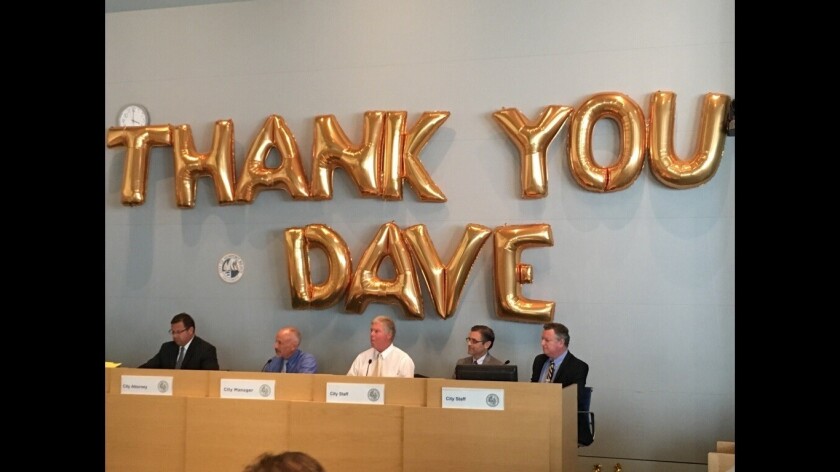 THANK YOU
DAVE
City Attorney
City Manager
City Staff
City Staff